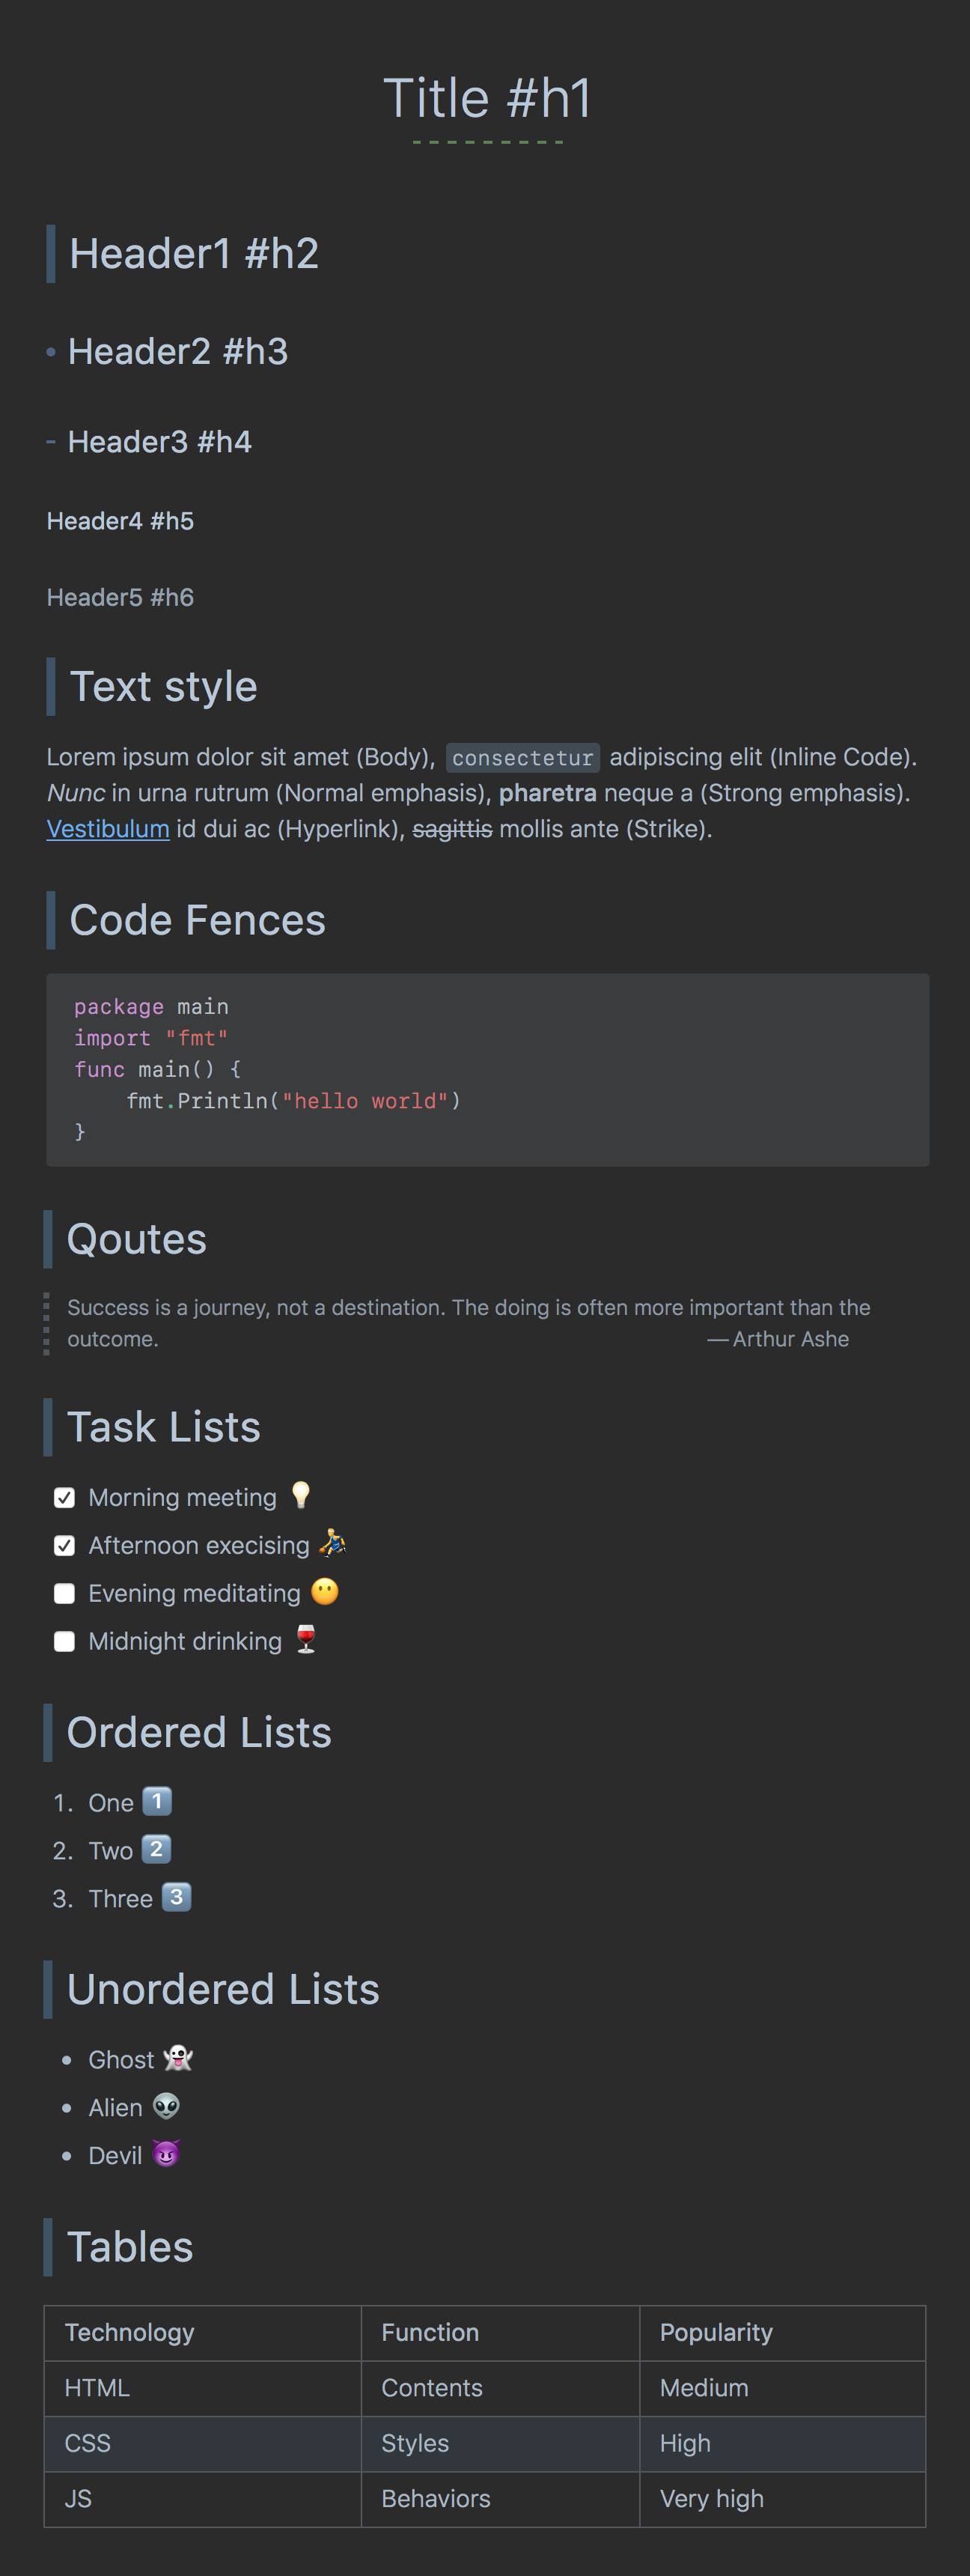 Title #h1
Header1 #h2
Header2 #h3
Header3 #h4
Header4 #h5
Header5 #h6
Text style
Lorem ipsum dolor sit amet (Body), consectetur adipiscing elit (Inline Code).
Nunc in urna rutrum (Normal emphasis), pharetra neque a (Strong emphasis).
Vestibulum id dui ac (Hyperlink), sagittis mollis ante (Strike).
Code Fences
package main
import "fmt"
func main() {
    fmt.Println("hello world")
}
Qoutes
Success is a journey, not a destination. The doing is often more important than the
outcome. — Arthur Ashe
Task Lists
Morning meeting 💡
Afternoon execising ⛹️
Evening meditating 😶
Midnight drinking 🍷
Ordered Lists
1. One 1️⃣
2. Two 2️⃣
3. Three 3️⃣
Unordered Lists
• Ghost 👻
• Alien 👽
• Devil 😈
Tables
Technology Function Popularity
HTML Contents Medium
CSS Styles High
JS Behaviors Very high